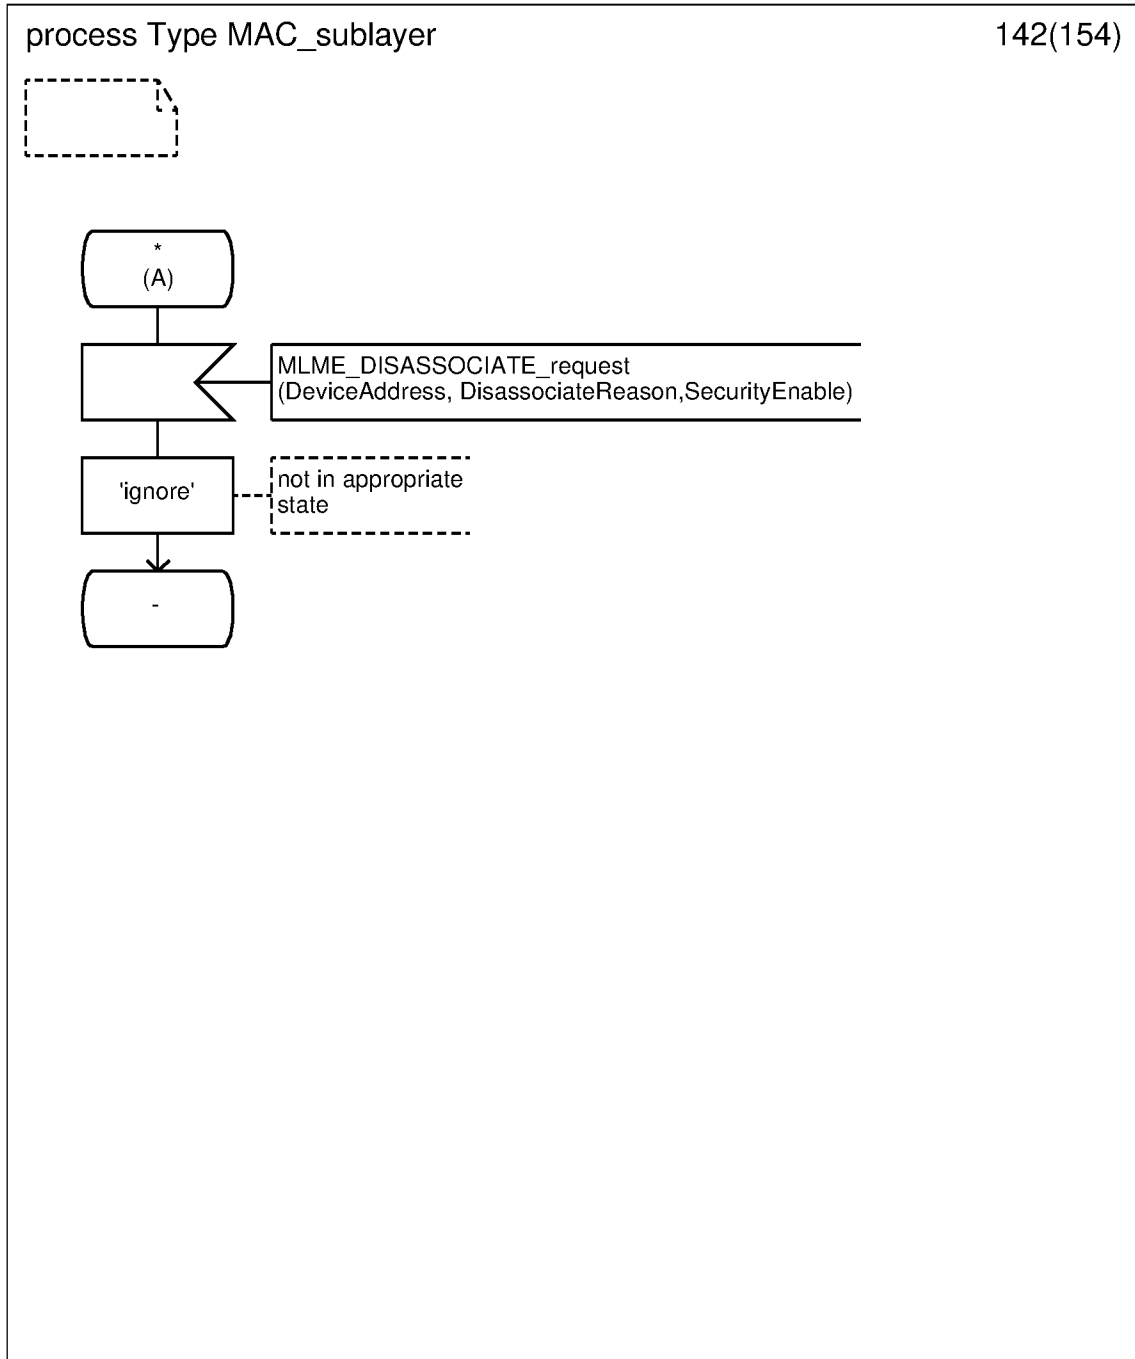 process Type MAC_sublayer
142(154)
*
(A)
MLME_DISASSOCIATE_request
(DeviceAddress, DisassociateReason,SecurityEnable)
'ignore'
not in appropriate
state
-